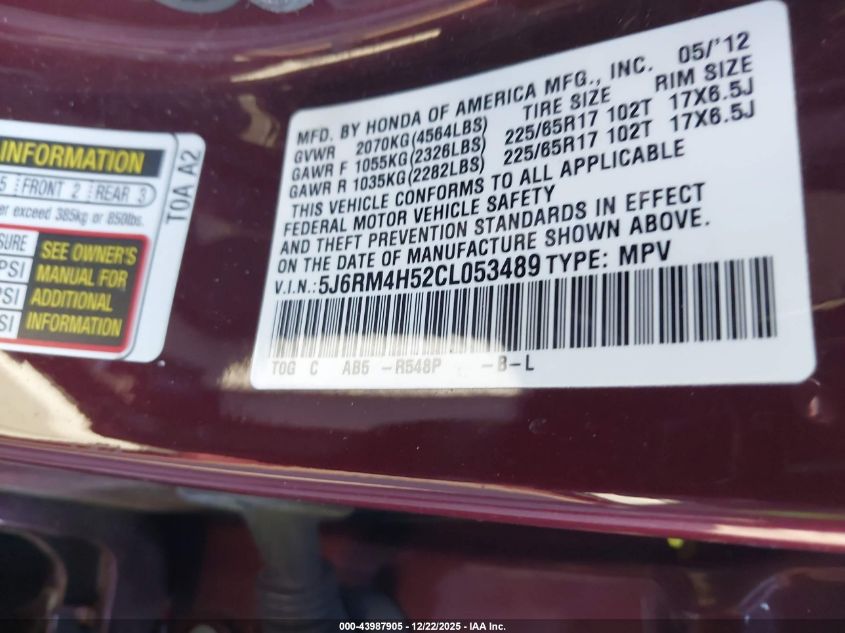 INFORMATION
5 FRONT 2 REAR 3
er exceed 385kg or 850lbs.
SURE
PSI
PSI
SI
SEE OWNER'S
MANUAL FOR
ADDITIONAL
INFORMATION
T0A A2
MFD. BY HONDA OF AMERICA MFG., INC. 05/'12
GVWR 2070KG(4564LBS) TIRE SIZE RIM SIZE
GAWR F 1055KG(2326LBS) 225/65R17 102T 17X6.5J
GAWR R 1035KG(2282LBS) 225/65R17 102T 17X6.5J
THIS VEHICLE CONFORMS TO ALL APPLICABLE
FEDERAL MOTOR VEHICLE SAFETY
AND THEFT PREVENTION STANDARDS IN EFFECT
ON THE DATE OF MANUFACTURE SHOWN ABOVE.
V.I.N.: 5J6RM4H52CL053489 TYPE: MPV
T0G C AB5 -R548P -B-L
000-43987905 - 12/22/2025 - IAA Inc.